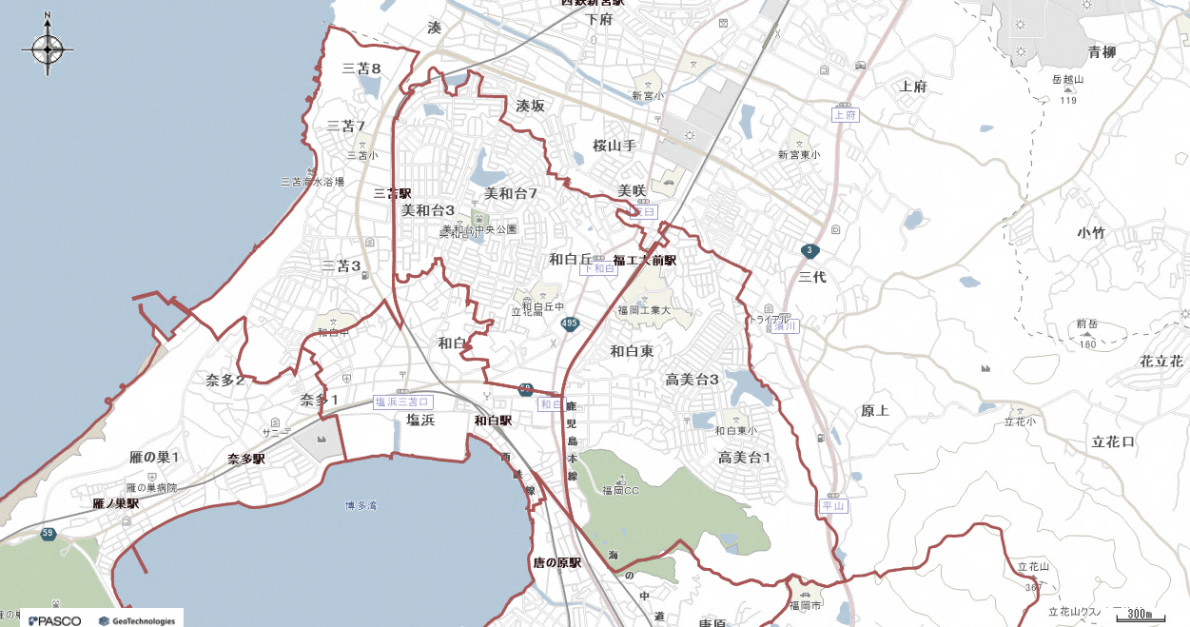 西鉄新宮駅
N
湊
下府
三苫8
青柳
岳越山
119
上府
新宮小
湊坂
上府
三苫7
桜山手
三苫小
新宮東小
三苫海水浴場
三苫駅
美和台7
美咲
美和台3
美和台中央公園
和白丘
下和白
福工大前駅
小竹
3
三代
三苫3
和白丘中
立花高
福岡工業大
トライアル
495
前岳
160
和白中
和白
和白東
花立花
奈多2
高美台3
59
奈多1
塩浜三苫口
和白
鹿児島本線
原上
塩浜
和白駅
立花小
サニー
和白東小
立花口
雁の巣1
奈多駅
西鉄
高美台1
雁の巣病院
福岡CC
雁ノ巣駅
博多湾
平山
59
海の中道
唐の原駅
立花山
367
福岡市
立花山クス
唐原
300m
PASCO
GeoTechnologies